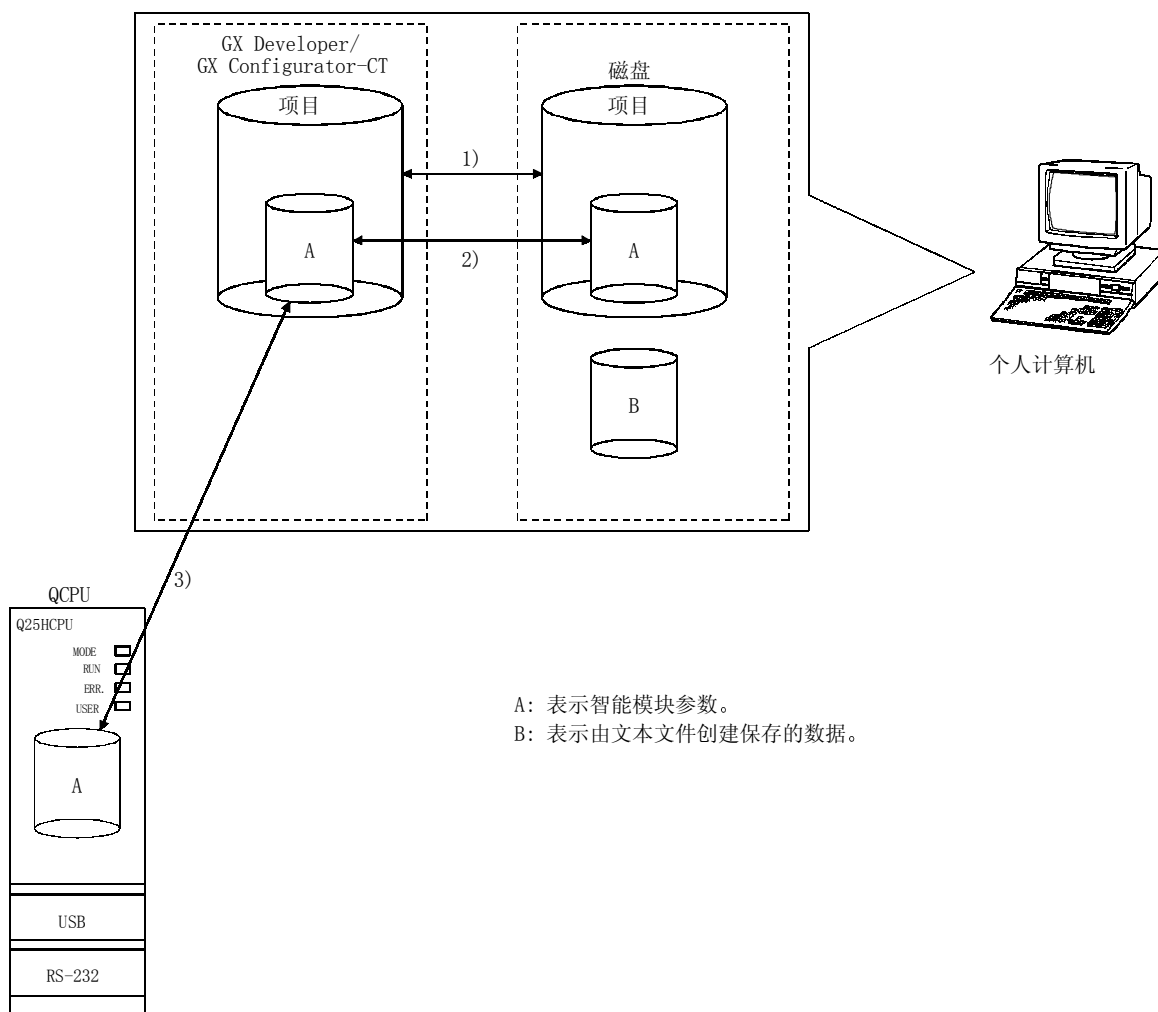 GX Developer/
GX Configurator-CT
项目
A
磁盘
项目
A
B
1)
2)
3)
个人计算机
QCPU
Q25HCPU
MODE
RUN
ERR.
USER
A
USB
RS-232
A: 表示智能模块参数。
B: 表示由文本文件创建保存的数据。